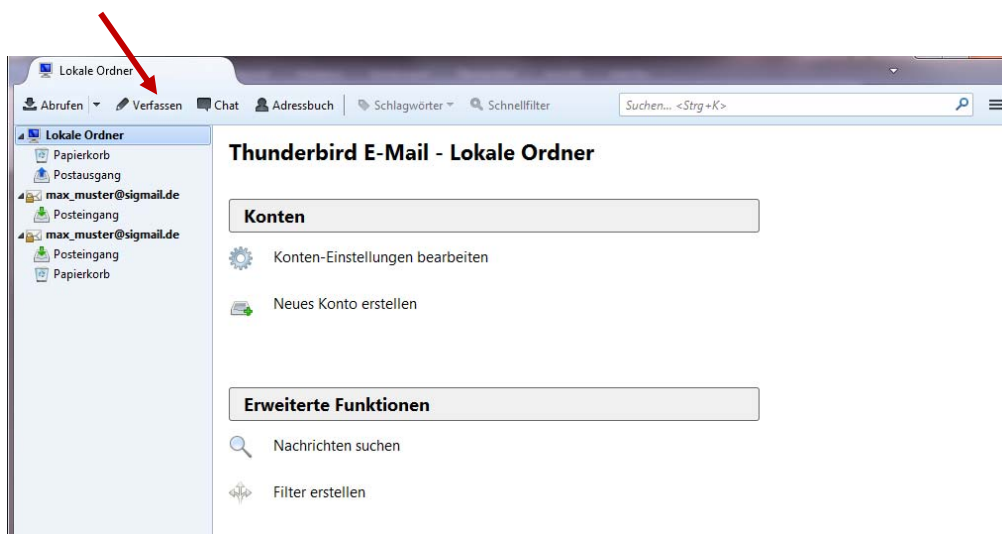 Lokale Ordner
Abrufen Verfassen Chat Adressbuch Schlagwörter Schnellfilter Suchen... <Strg+K>
Lokale Ordner
Papierkorb
Postausgang
max_muster@sigmail.de
Posteingang
max_muster@sigmail.de
Posteingang
Papierkorb
Thunderbird E-Mail - Lokale Ordner
Konten
Konten-Einstellungen bearbeiten
Neues Konto erstellen
Erweiterte Funktionen
Nachrichten suchen
Filter erstellen